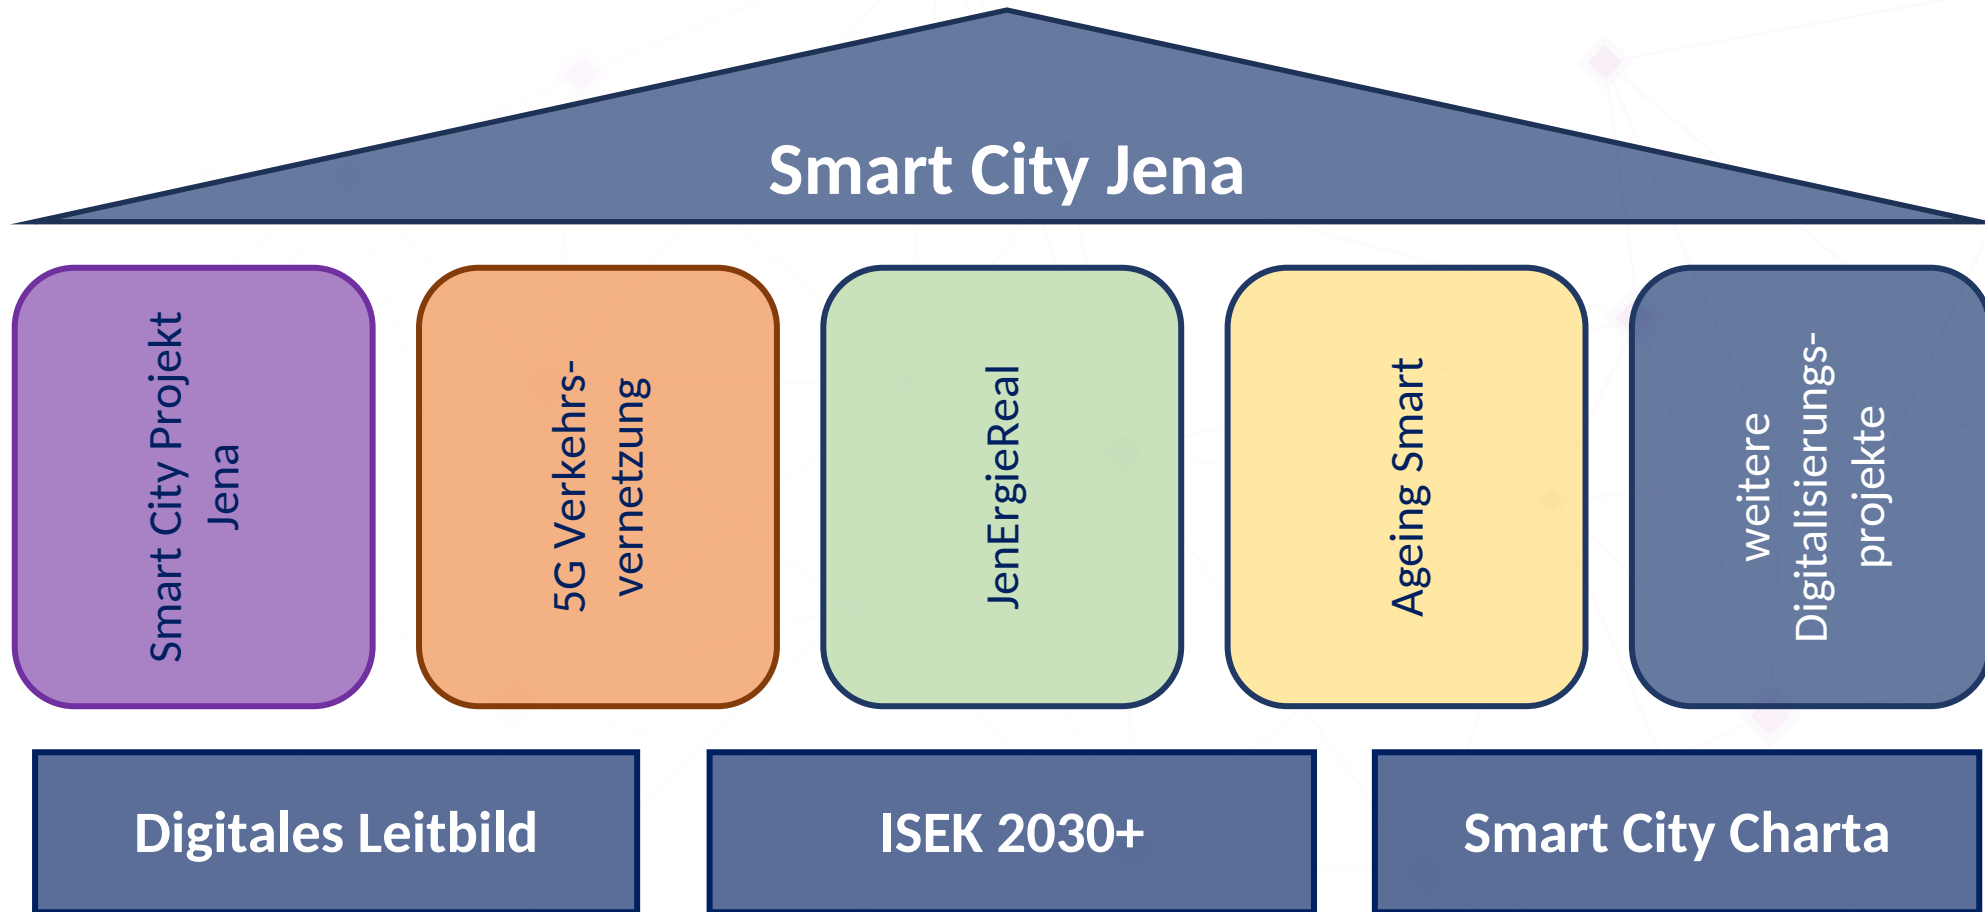 Smart City Jena
Smart City Projekt
Jena
5G Verkehrs-
vernetzung
JenErgieReal
Ageing Smart
weitere
Digitalisierungs-
projekte
Digitales Leitbild
ISEK 2030+
Smart City Charta